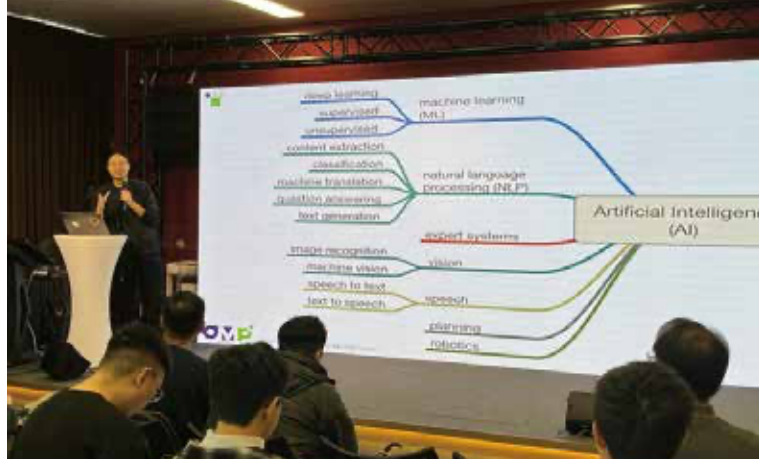 deep learning
supervised
unsupervised
machine learning
(ML)
content extraction
classification
machine translation
question answering
text generation
natural language
processing (NLP)
expert systems
image recognition
machine vision
vision
speech to text
text to speech
speech
planning
robotics
Artificial Intelligenc
(AI)
OMP